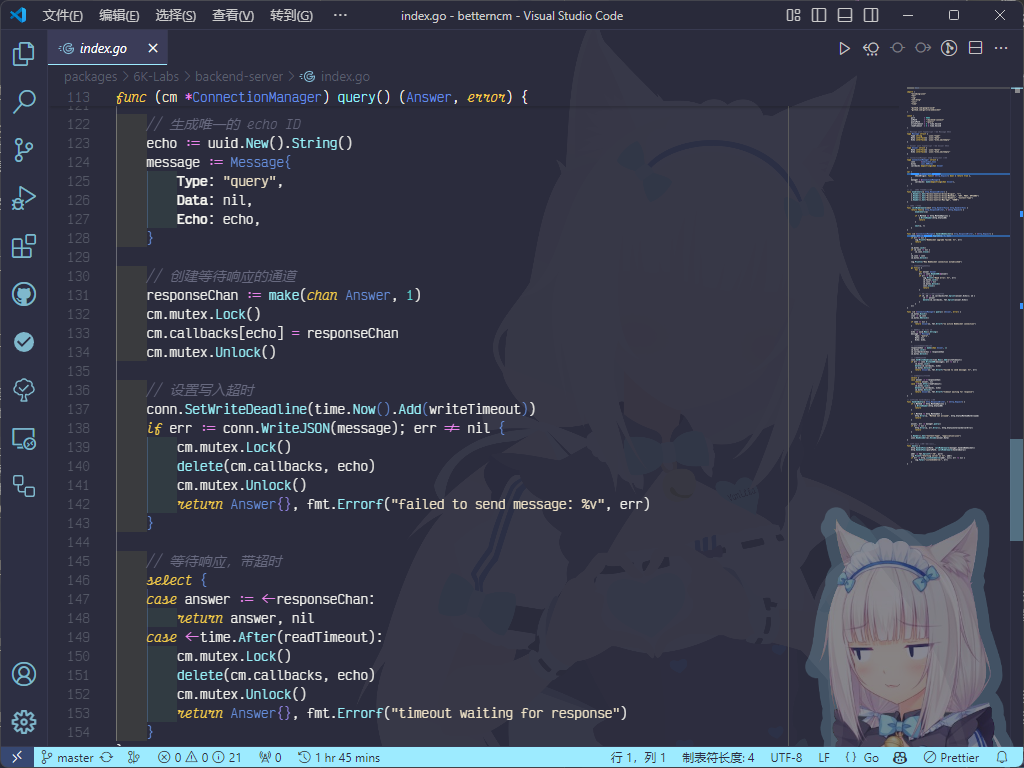 文件(F) 编辑(E) 选择(S) 查看(V) 转到(G) ··· index.go - betterncm - Visual Studio Code
index.go
packages > 6K-Labs > backend-server > index.go
113 func (cm *ConnectionManager) query() (Answer, error) {
122 // 生成唯一的 echo ID
123 echo := uuid.New().String()
124 message := Message{
125 Type: "query",
126 Data: nil,
127 Echo: echo,
128 }
129
130 // 创建等待响应的通道
131 responseChan := make(chan Answer, 1)
132 cm.mutex.Lock()
133 cm.callbacks[echo] = responseChan
134 cm.mutex.Unlock()
135
136 // 设置写入超时
137 conn.SetWriteDeadline(time.Now().Add(writeTimeout))
138 if err := conn.WriteJSON(message); err != nil {
139 cm.mutex.Lock()
140 delete(cm.callbacks, echo)
141 cm.mutex.Unlock()
142 return Answer{}, fmt.Errorf("failed to send message: %v", err)
143 }
144
145 // 等待响应，带超时
146 select {
147 case answer := <-responseChan:
148 return answer, nil
149 case <-time.After(readTimeout):
150 cm.mutex.Lock()
151 delete(cm.callbacks, echo)
152 cm.mutex.Unlock()
153 return Answer{}, fmt.Errorf("timeout waiting for response")
154 }
master 0 0 21 0 1 hr 45 mins 行 1，列 1 制表符长度: 4 UTF-8 LF {} Go Prettier